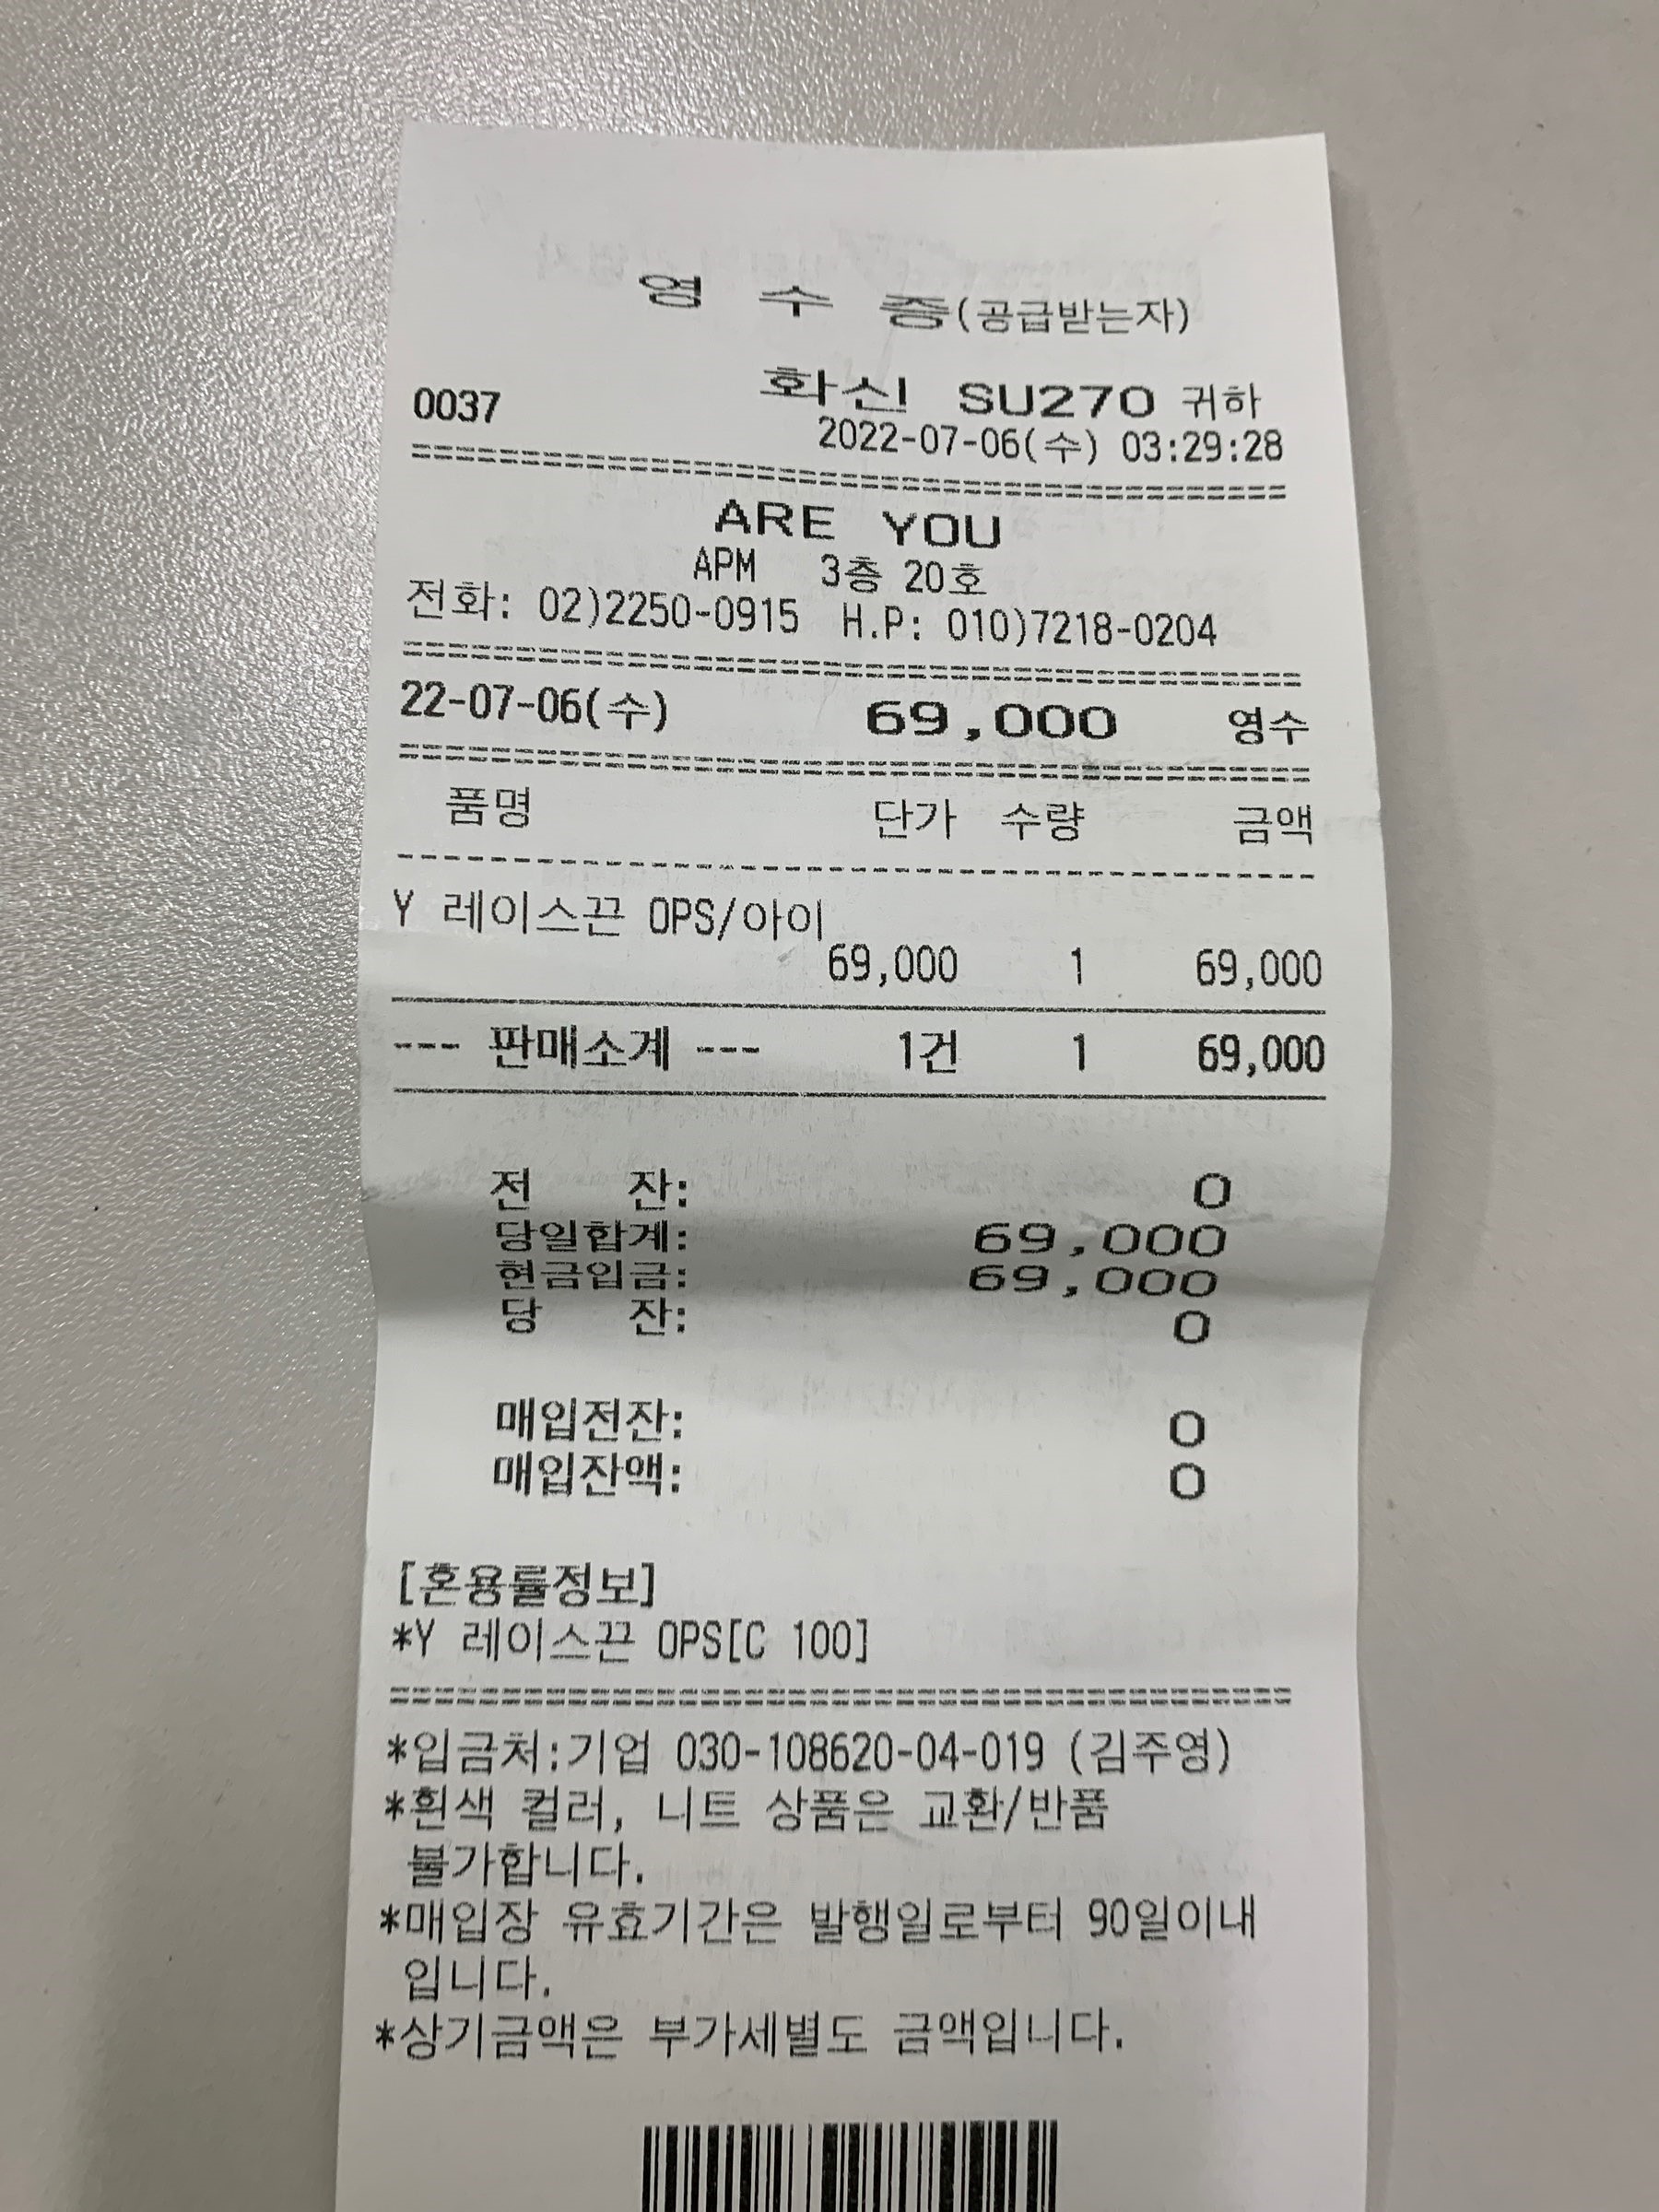 영 수 증(공급받는자)
0037 화신 SU270 귀하
2022-07-06(수) 03:29:28
ARE YOU
APM 3층 20호
전화: 02)2250-0915 H.P: 010)7218-0204
22-07-06(수) 69,000 영수
품명 단가 수량 금액
Y 레이스끈 OPS/아이
69,000 1 69,000
--- 판매소계 --- 1건 1 69,000
전 잔: 0
당일합계: 69,000
현금입금: 69,000
당 잔: 0
매입전잔: 0
매입잔액: 0
[혼용률정보]
*Y 레이스끈 OPS[C 100]
*입금처:기업 030-108620-04-019 (김주영)
*흰색 컬러, 니트 상품은 교환/반품
불가합니다.
*매입장 유효기간은 발행일로부터 90일이내
입니다.
*상기금액은 부가세별도 금액입니다.